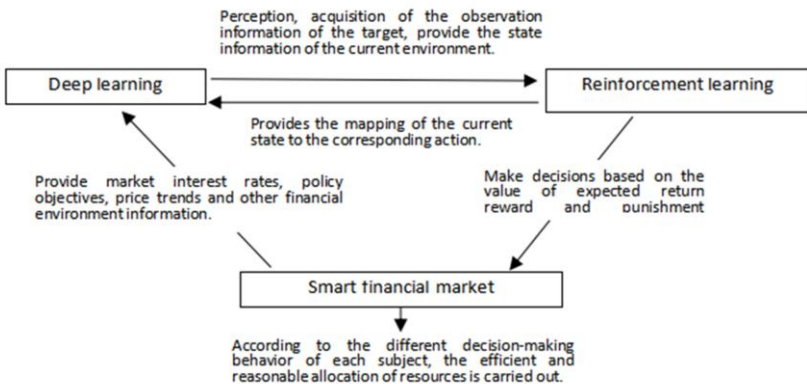 Perception, acquisition of the observation
information of the target, provide the state
information of the current environment.
Deep learning
Reinforcement learning
Provides the mapping of the current
state to the corresponding action.
Provide market interest rates, policy
objectives, price trends and other financial
environment information.
Make decisions based on the
value of expected return
reward and punishment
Smart financial market
According to the different decision-making
behavior of each subject, the efficient and
reasonable allocation of resources is carried out.